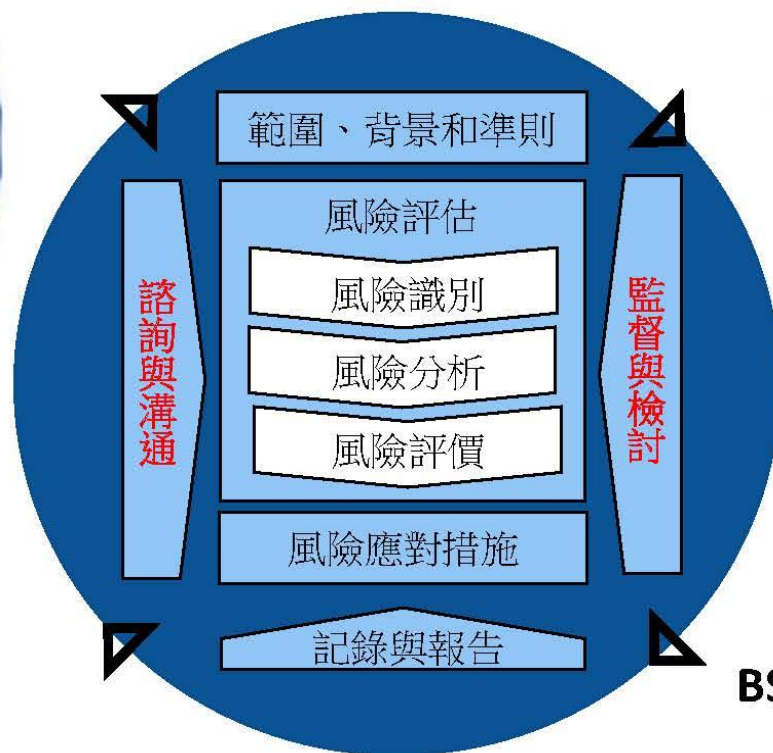 範圍、背景和準則
風險評估
風險識別
風險分析
風險評價
諮詢與溝通
監督與檢討
風險應對措施
記錄與報告
BS